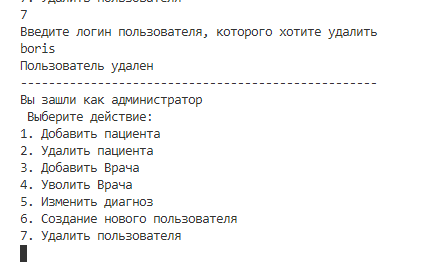 7. Удалить пользователя
7
Введите логин пользователя, которого хотите удалить
boris
Пользователь удален
---------------------------------------------------
Вы зашли как администратор
Выберите действие:
1. Добавить пациента
2. Удалить пациента
3. Добавить Врача
4. Уволить Врача
5. Изменить диагноз
6. Создание нового пользователя
7. Удалить пользователя